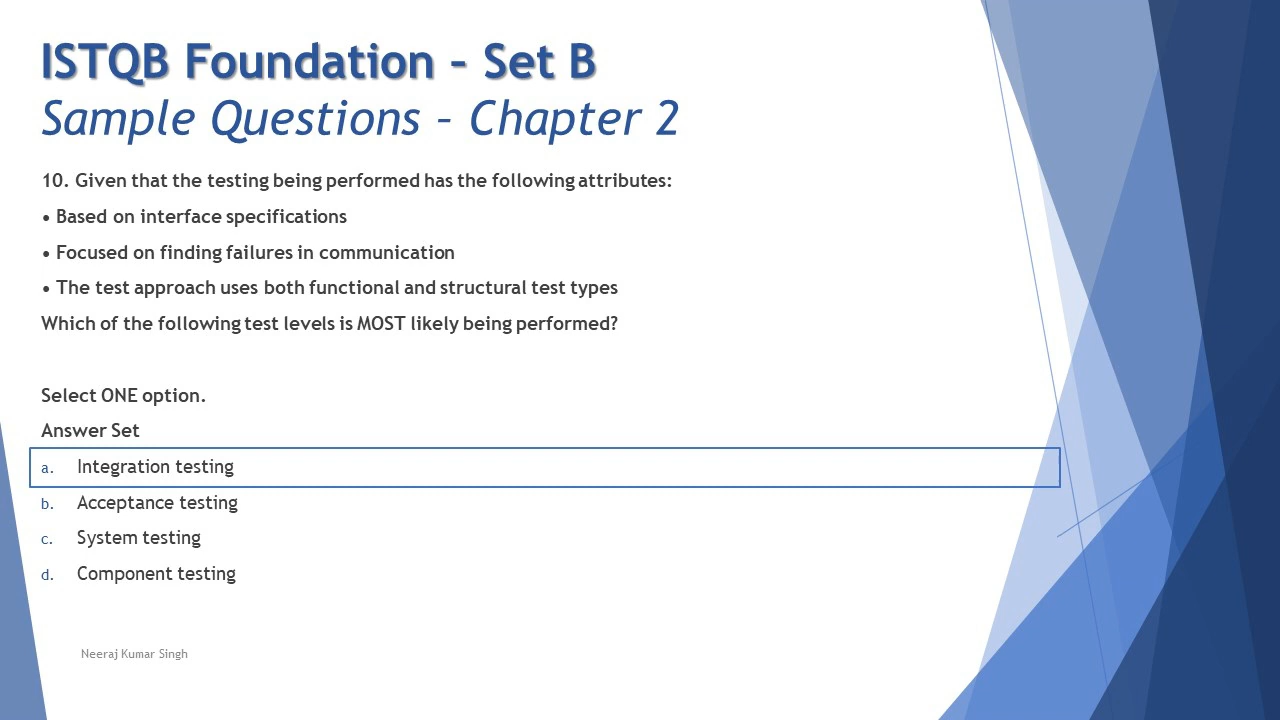 ISTQB Foundation – Set B
Sample Questions – Chapter 2
10. Given that the testing being performed has the following attributes:
• Based on interface specifications
• Focused on finding failures in communication
• The test approach uses both functional and structural test types
Which of the following test levels is MOST likely being performed?
Select ONE option.
Answer Set
a. Integration testing
b. Acceptance testing
c. System testing
d. Component testing
Neeraj Kumar Singh